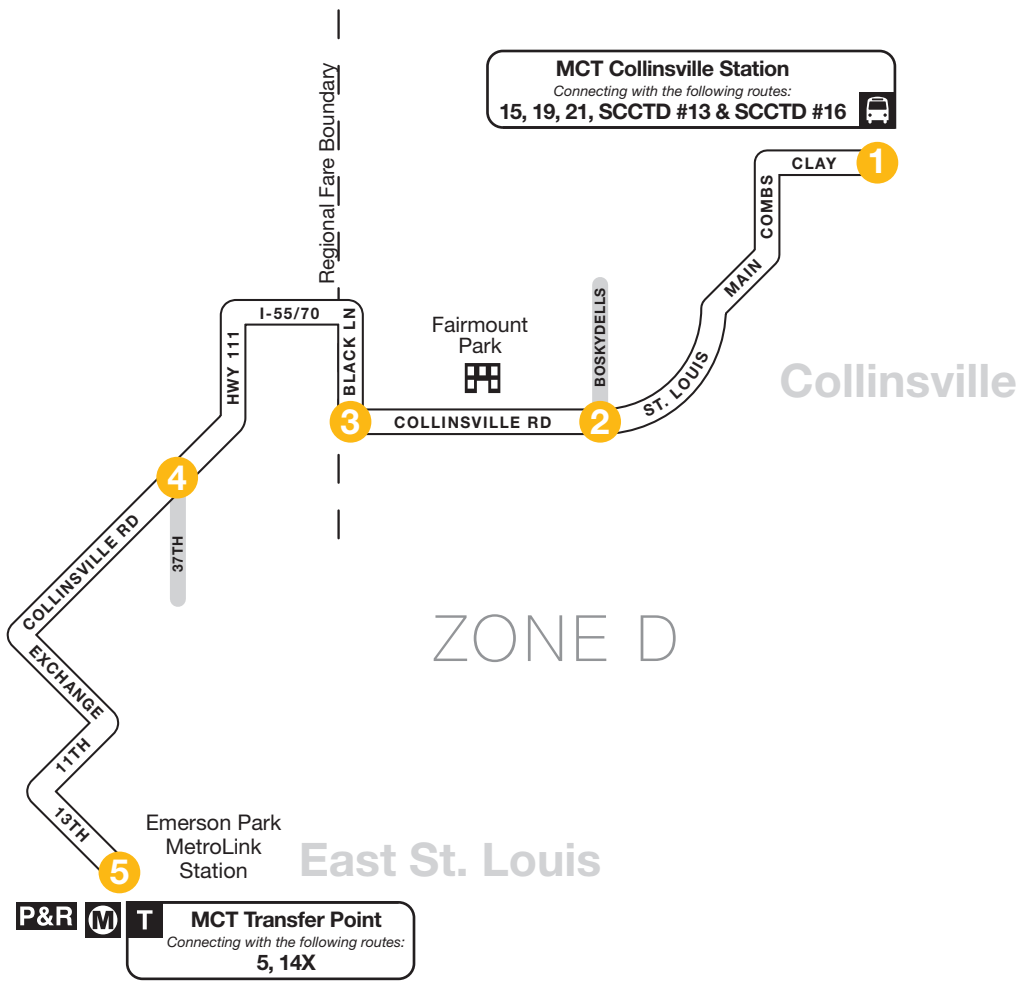 MCT Collinsville Station
Connecting with the following routes:
15, 19, 21, SCCTD #13 & SCCTD #16
Regional Fare Boundary
1
CLAY
COMBS
MAIN
ST. LOUIS
BOSKYDELLS
Collinsville
Fairmount
Park
I-55/70
BLACK LN
HWY 111
2
COLLINSVILLE RD
3
4
37TH
COLLINSVILLE RD
ZONE D
EXCHANGE
11TH
13TH
5
Emerson Park
MetroLink
Station
East St. Louis
P&R
M
T
MCT Transfer Point
Connecting with the following routes:
5, 14X